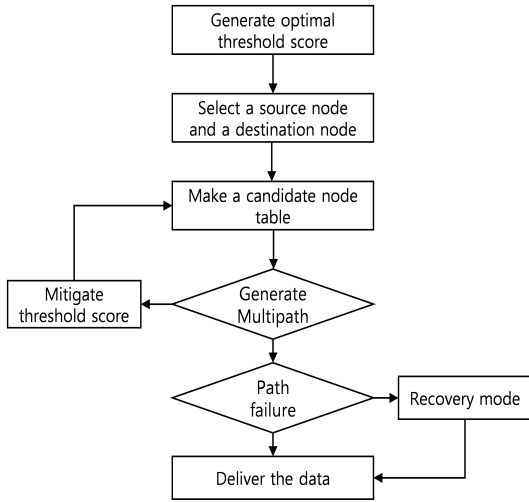 Generate optimal
threshold score
Select a source node
and a destination node
Make a candidate node
table
Generate
Multipath
Mitigate
threshold score
Path
failure
Recovery mode
Deliver the data